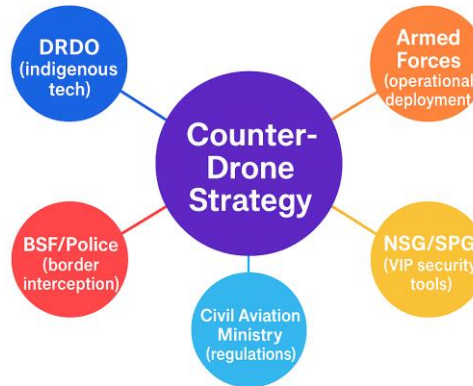 DRDO
(indigenous
tech)
Armed
Forces
(operational
deployment
Counter-
Drone
Strategy
BSF/Police
(border
interception)
NSG/SPG
(VIP security
tools)
Civil Aviation
Ministry
(regulations)